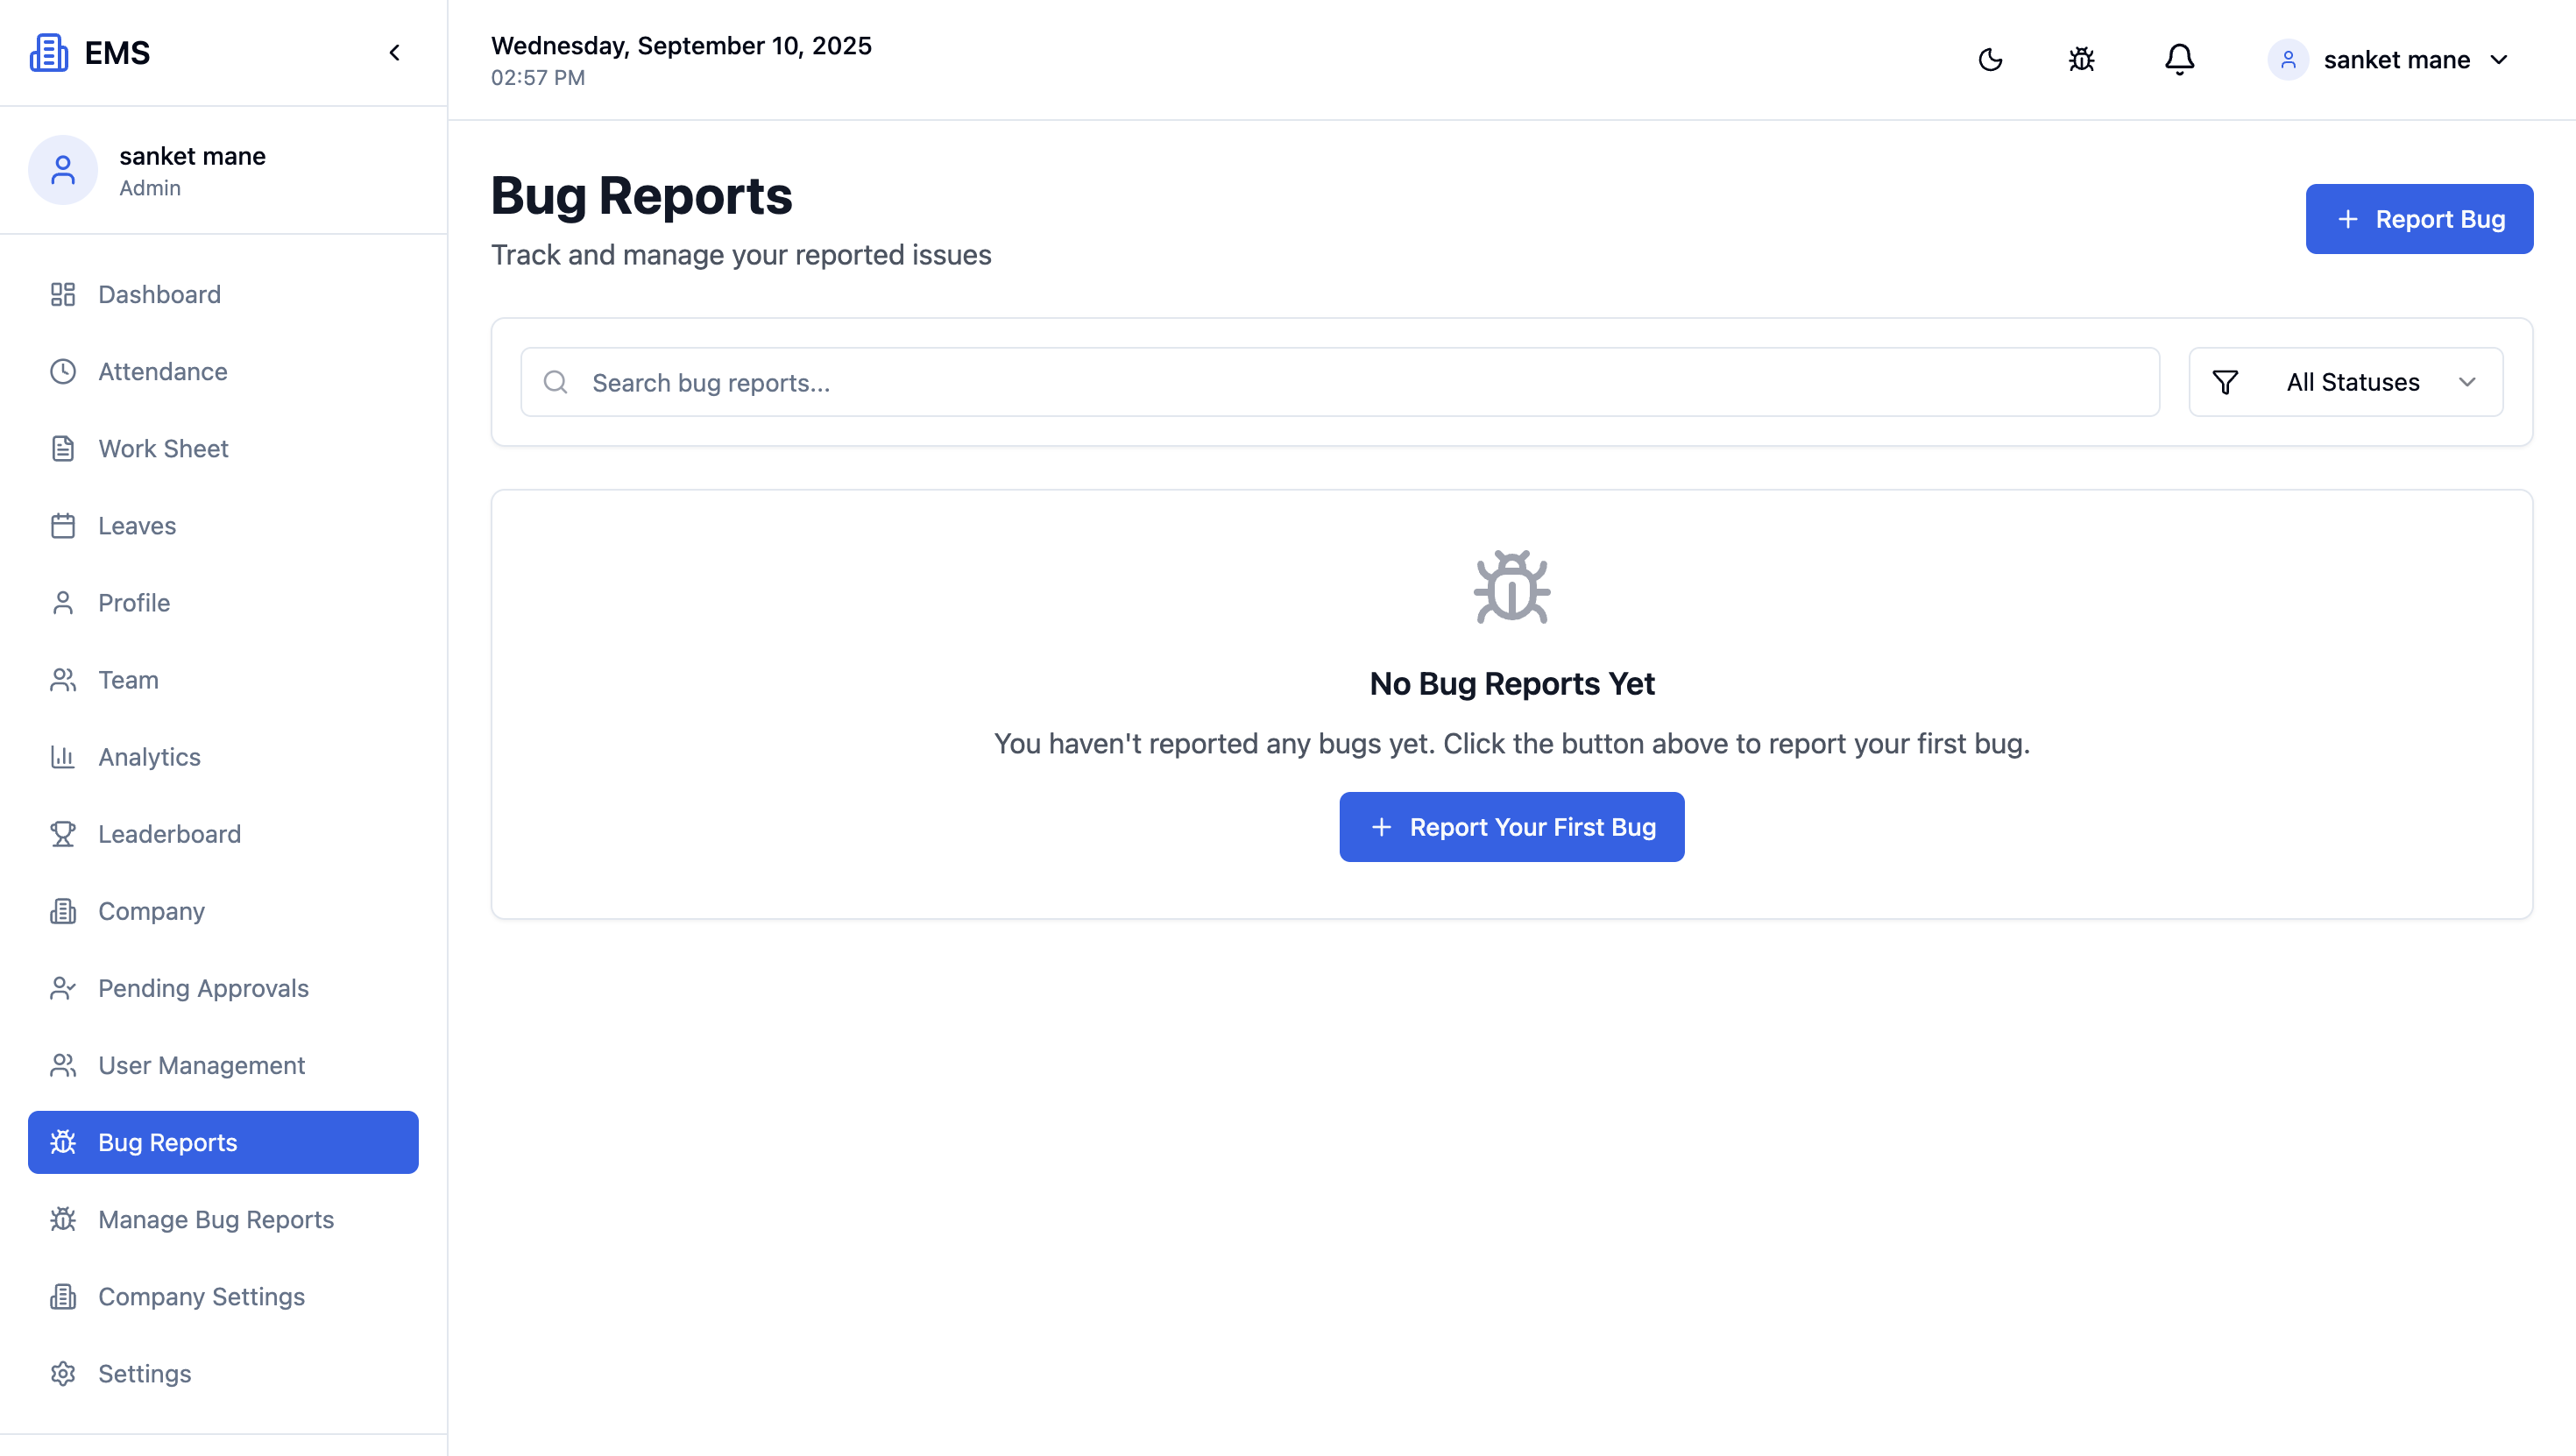 EMS
sanket mane
Admin
Dashboard
Attendance
Work Sheet
Leaves
Profile
Team
Analytics
Leaderboard
Company
Pending Approvals
User Management
Bug Reports
Manage Bug Reports
Company Settings
Settings
Wednesday, September 10, 2025
02:57 PM
sanket mane
Bug Reports
Track and manage your reported issues
Report Bug
Search bug reports...
All Statuses
No Bug Reports Yet
You haven't reported any bugs yet. Click the button above to report your first bug.
Report Your First Bug